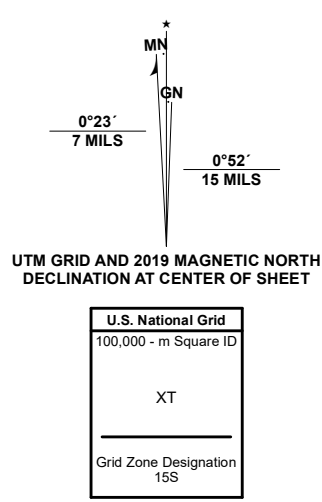 MN
GN
0°23´
7 MILS
0°52´
15 MILS
UTM GRID AND 2019 MAGNETIC NORTH
DECLINATION AT CENTER OF SHEET
U.S. National Grid
100,000 - m Square ID
XT
Grid Zone Designation
15S